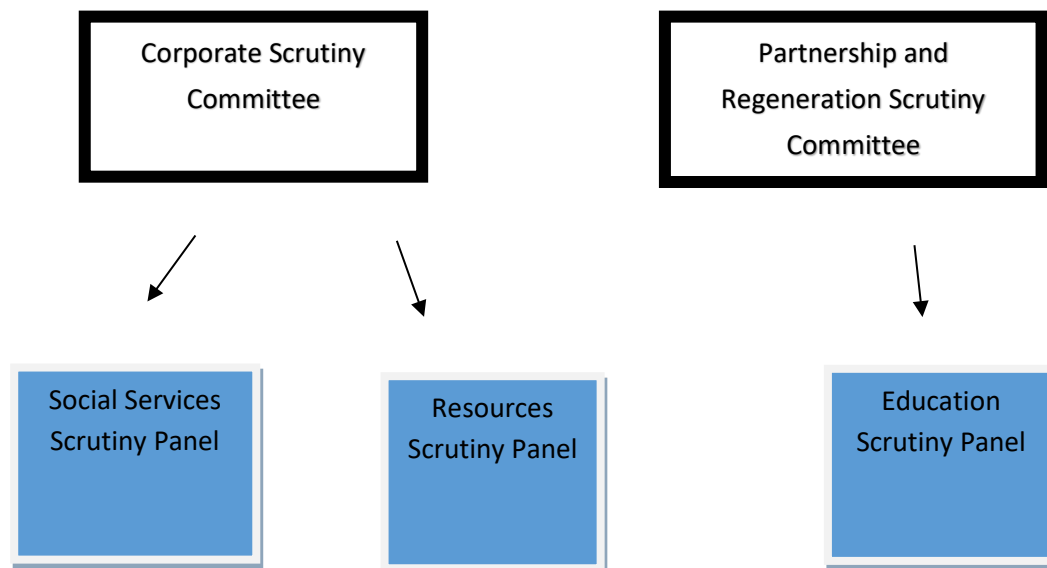 Corporate Scrutiny
Committee
Partnership and
Regeneration Scrutiny
Committee
Social Services
Scrutiny Panel
Resources
Scrutiny Panel
Education
Scrutiny Panel